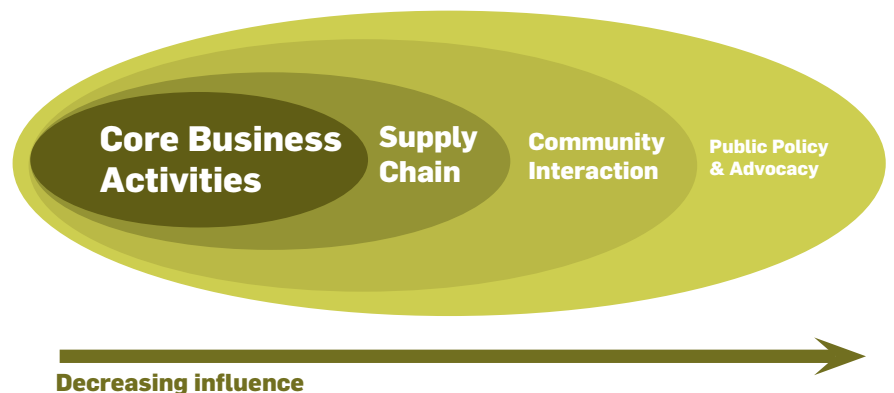 Core Business
Activities
Supply
Chain
Community
Interaction
Public Policy
& Advocacy
Decreasing influence